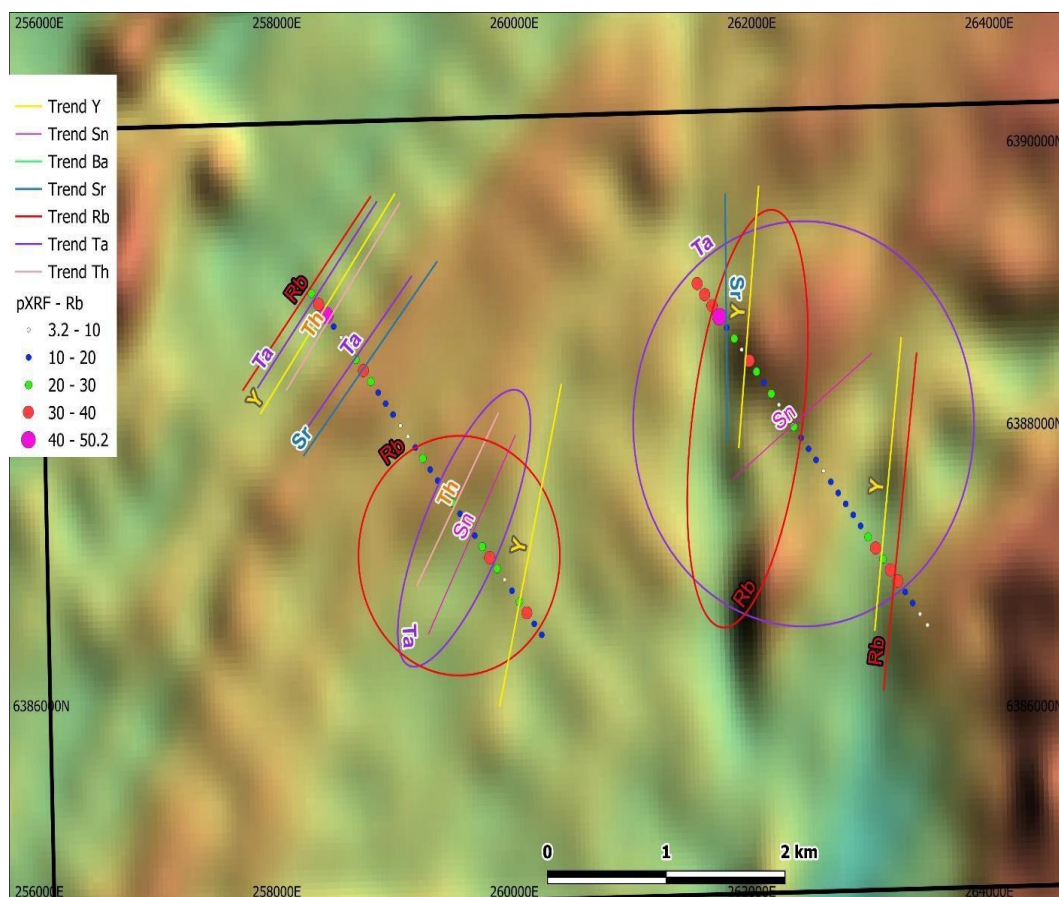 256000E
258000E
260000E
262000E
264000E
Trend Y
Trend Sn
Trend Ba
Trend Sr
Trend Rb
Trend Ta
Trend Th
pXRF - Rb
3.2 - 10
10 - 20
20 - 30
30 - 40
40 - 50.2
6390000N
Ta
Rb
Sr
Y
Th
Ta
Ta
Y
Sn
6388000N
Sr
Rb
Th
Y
Sn
Y
Rb
Ta
Rb
6386000N
6386000N
0
1
2 km
256000E
258000E
260000E
262000E
264000E